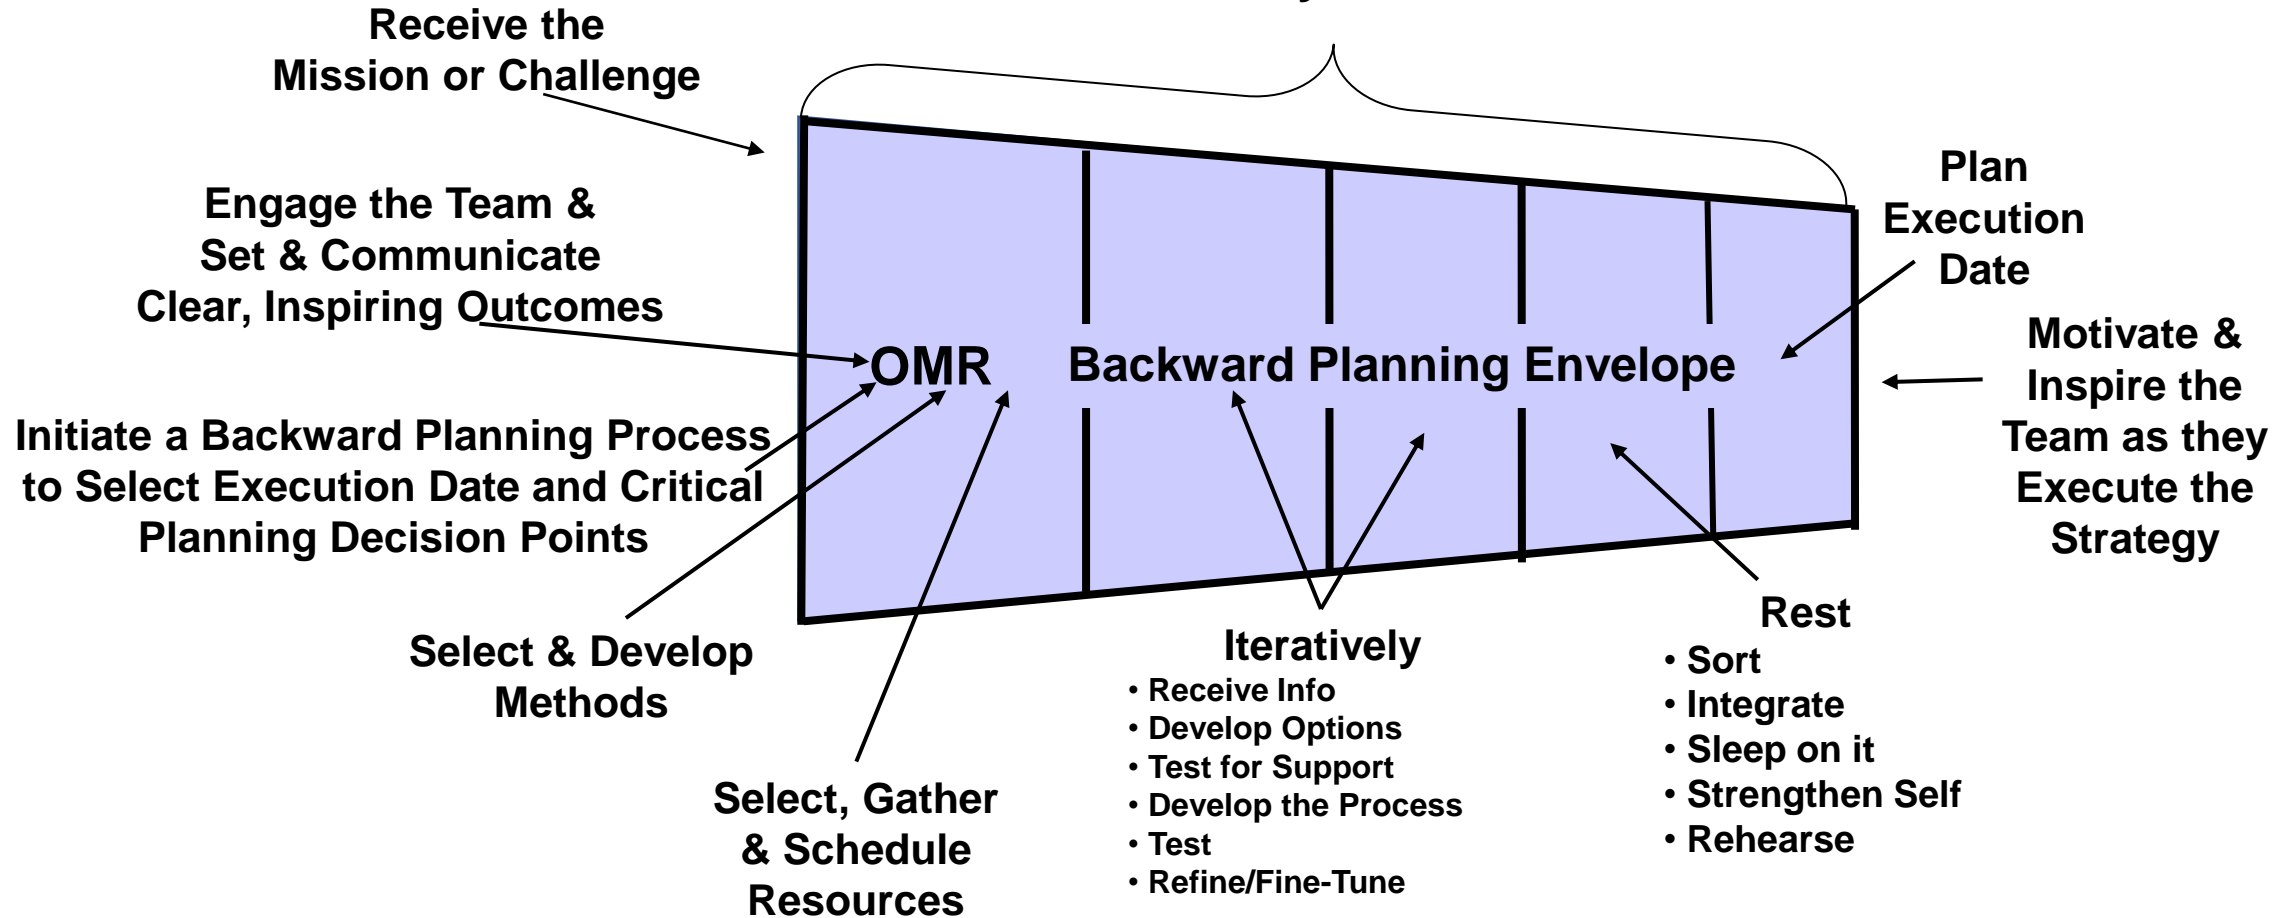 Receive the
Mission or Challenge
Engage the Team &
Set & Communicate
Clear, Inspiring Outcomes
Initiate a Backward Planning Process
to Select Execution Date and Critical
Planning Decision Points
Select & Develop
Methods
Select, Gather
& Schedule
Resources
OMR
Backward Planning Envelope
Iteratively
• Receive Info
• Develop Options
• Test for Support
• Develop the Process
• Test
• Refine/Fine-Tune
Rest
• Sort
• Integrate
• Sleep on it
• Strengthen Self
• Rehearse
Plan
Execution
Date
Motivate &
Inspire the
Team as they
Execute the
Strategy